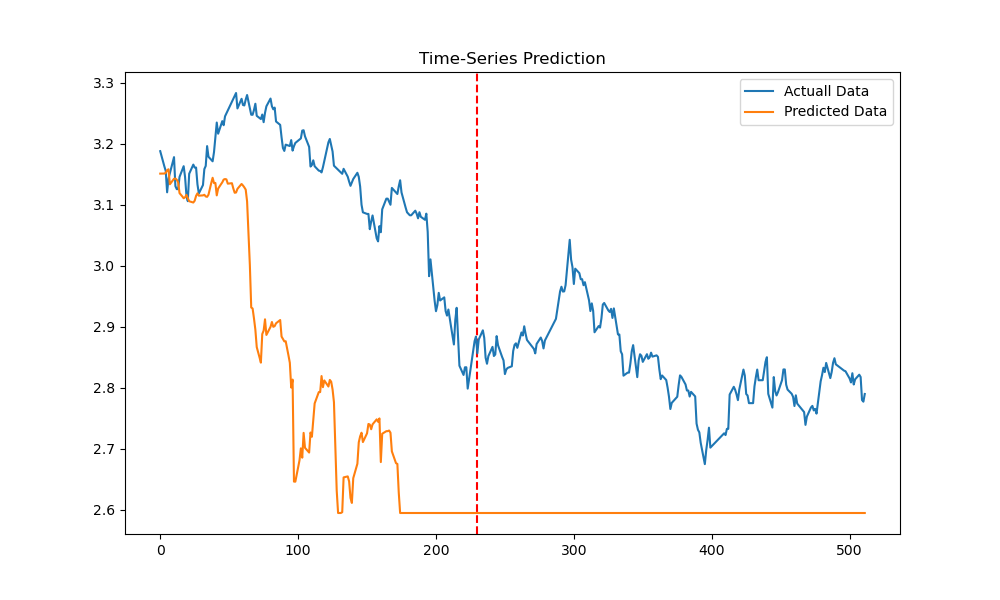 Time-Series Prediction
Actuall Data
Predicted Data
3.3
3.2
3.1
3.0
2.9
2.8
2.7
2.6
0 100 200 300 400 500